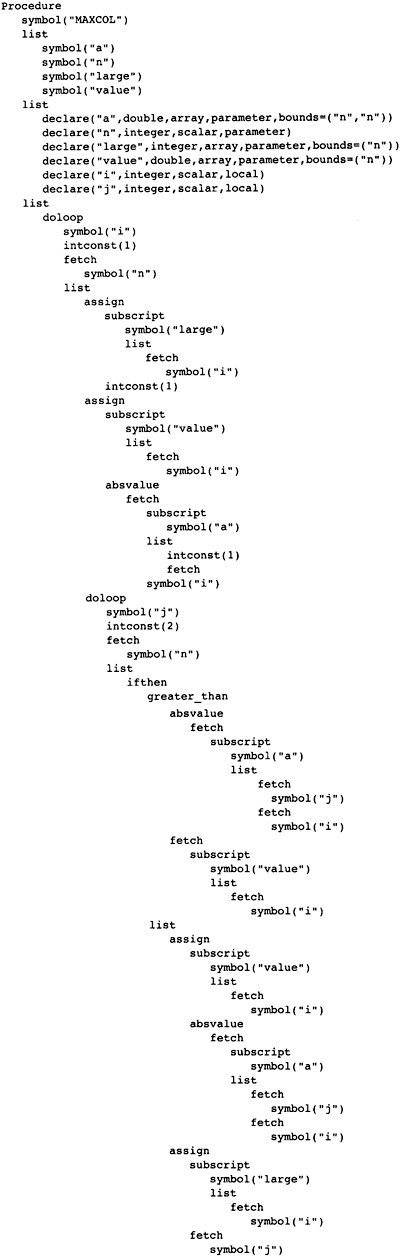 Procedure
symbol("MAXCOL")
list
symbol("a")
symbol("n")
symbol("large")
symbol("value")
list
declare("a",double,array,parameter,bounds=("n","n"))
declare("n",integer,scalar,parameter)
declare("large",integer,array,parameter,bounds=("n"))
declare("value",double,array,parameter,bounds=("n"))
declare("i",integer,scalar,local)
declare("j",integer,scalar,local)
list
doloop
symbol("i")
intconst(1)
fetch
symbol("n")
list
assign
subscript
symbol("large")
list
fetch
symbol("i")
intconst(1)
assign
subscript
symbol("value")
list
fetch
symbol("i")
absvalue
fetch
subscript
symbol("a")
list
intconst(1)
fetch
symbol("i")
doloop
symbol("j")
intconst(2)
fetch
symbol("n")
list
ifthen
greater_than
absvalue
fetch
subscript
symbol("a")
list
fetch
symbol("j")
fetch
symbol("i")
fetch
subscript
symbol("value")
list
fetch
symbol("i")
list
assign
subscript
symbol("value")
list
fetch
symbol("i")
absvalue
fetch
subscript
symbol("a")
list
fetch
symbol("j")
fetch
symbol("i")
assign
subscript
symbol("large")
list
fetch
symbol("i")
fetch
symbol("j")